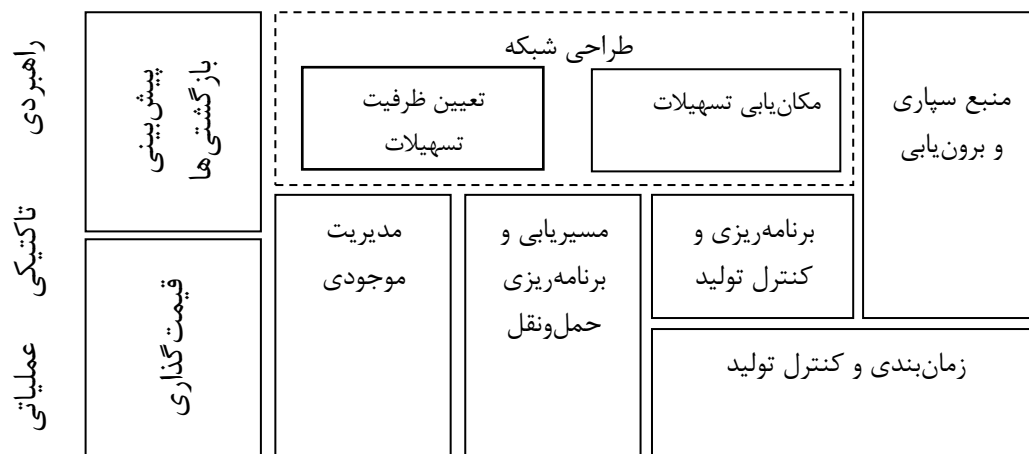 طراحی شبکه
منبع سپاری
و برون‌یابی
مکان‌یابی تسهیلات
تعیین ظرفیت
تسهیلات
پیش‌بینی
بازگشتی‌ها
راهبردی
برنامه‌ریزی و
کنترل تولید
مسیریابی و
برنامه‌ریزی
حمل‌ونقل
مدیریت
موجودی
قیمت‌گذاری
تاکتیکی
زمان‌بندی و کنترل تولید
عملیاتی